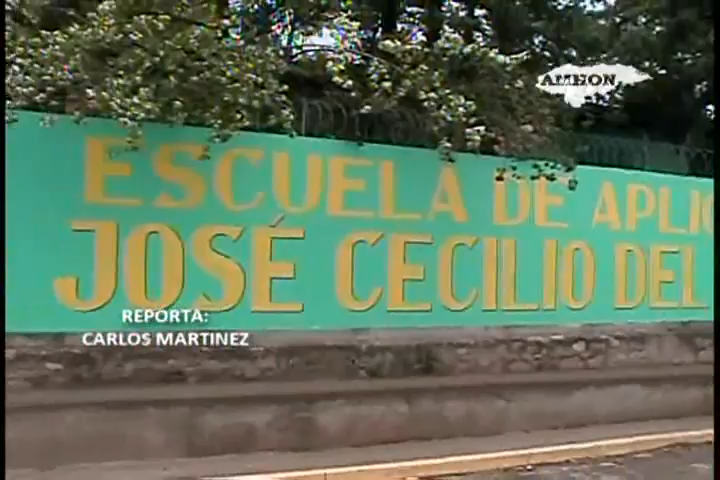 AMHON
ESCUELA DE APLIC
JOSÉ CECILIO DEL
REPORTA:
CARLOS MARTINEZ